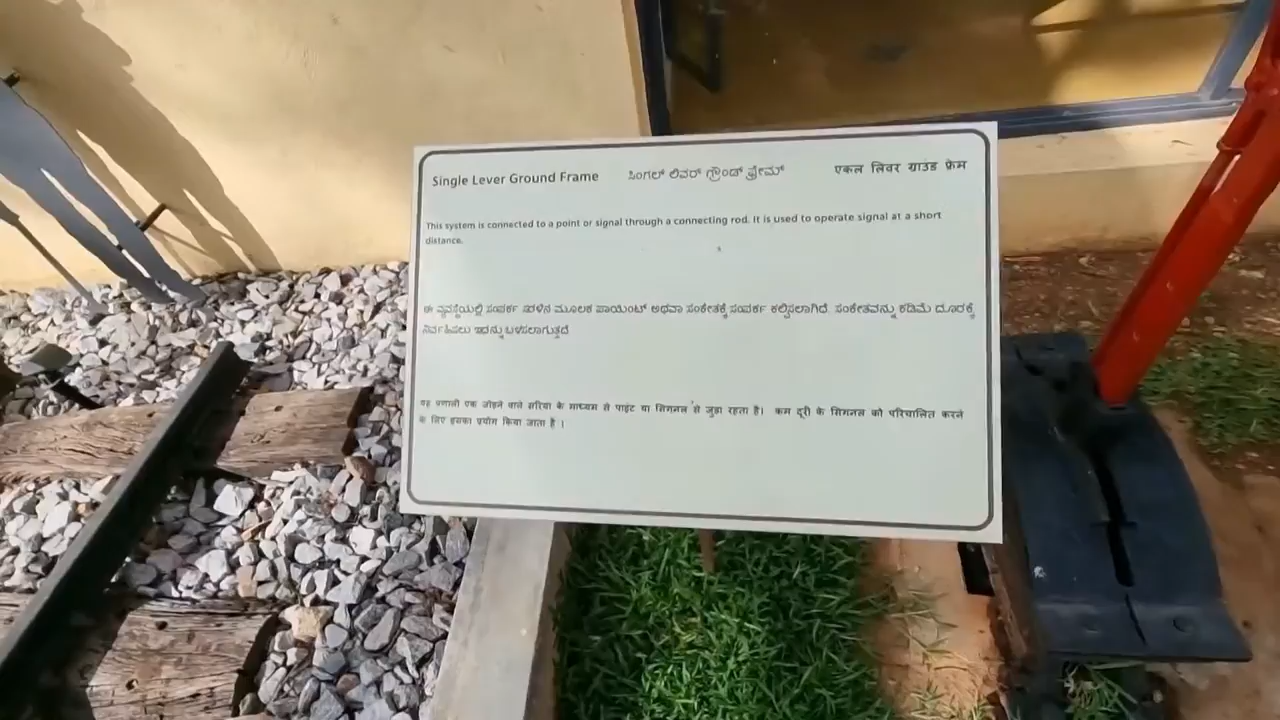 Single Lever Ground Frame ಸಿಂಗಲ್ ಲಿವರ್ ಗ್ರೌಂಡ್ ಫ್ರೇಮ್ एकल लिवर ग्राउंड फ्रेम
This system is connected to a point or signal through a connecting rod. It is used to operate signal at a short
distance.
ಈ ವ್ಯವಸ್ಥೆಯಲ್ಲಿ ಸಂಪರ್ಕ ಸರಳಿನ ಮೂಲಕ ಪಾಯಿಂಟ್ ಅಥವಾ ಸಂಕೇತಕ್ಕೆ ಸಂಪರ್ಕ ಕಲ್ಪಿಸಲಾಗಿದೆ. ಸಂಕೇತವನ್ನು ಕಡಿಮೆ ದೂರಕ್ಕೆ
ನಿರ್ವಹಿಸಲು ಇದನ್ನು ಬಳಸಲಾಗುತ್ತದೆ
यह प्रणाली एक जोड़ने वाले सरिया के माध्यम से पाइंट या सिगनल से जुड़ा रहता है। कम दूरी के सिगनल को परिचालित करने
के लिए इसका प्रयोग किया जाता है ।